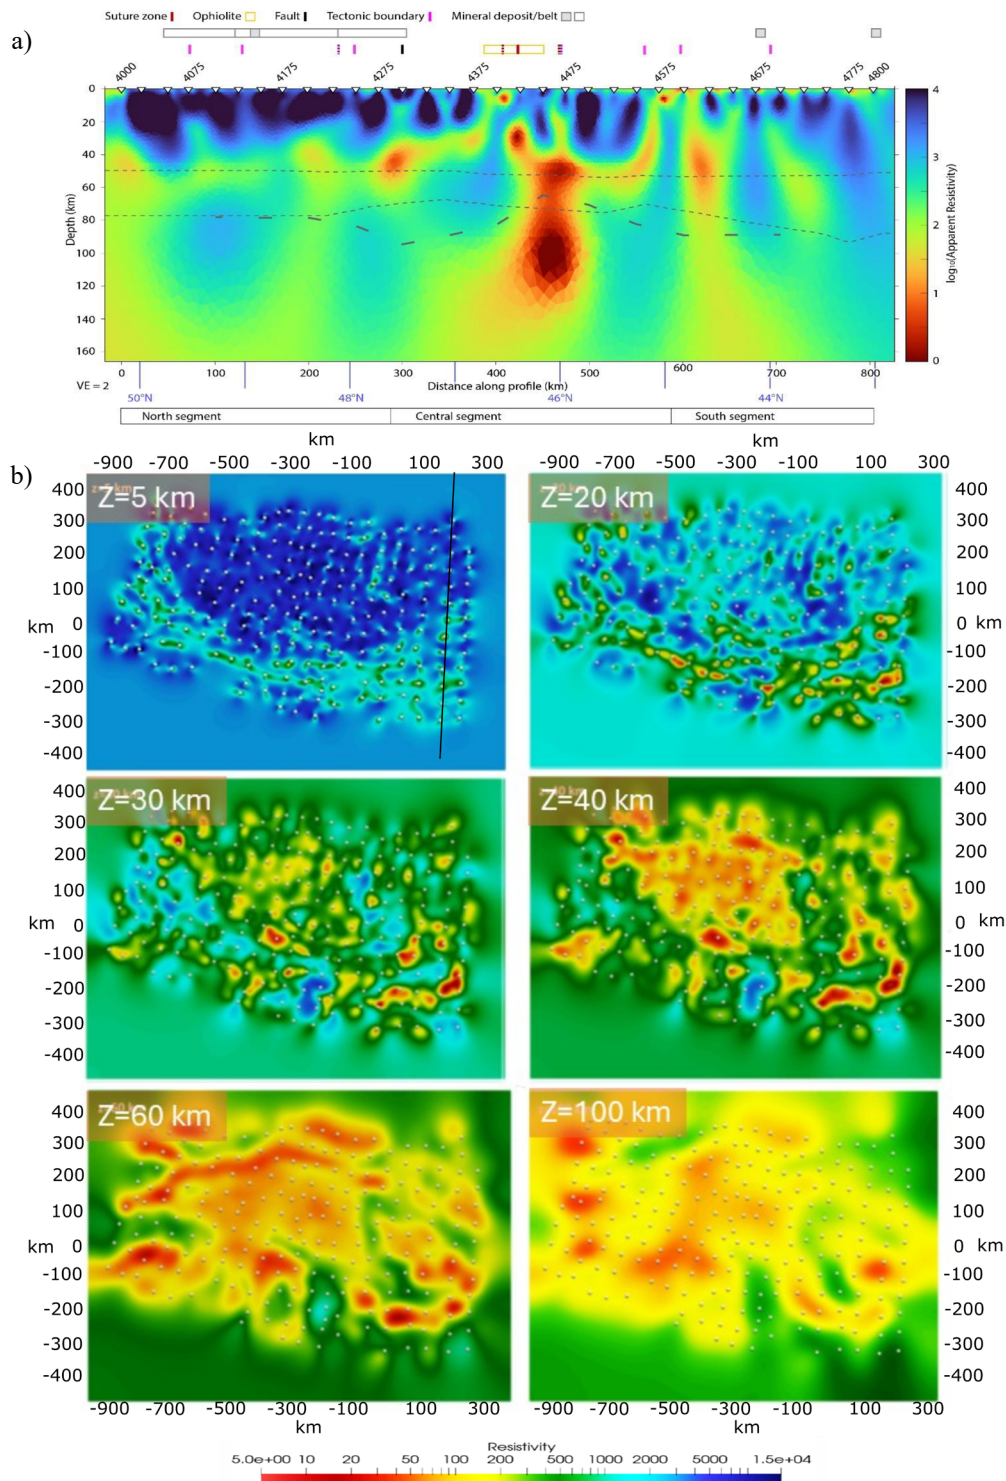 Suture zone Ophiolite Fault Tectonic boundary Mineral deposit/belt
a)
4000 4075 4175 4275 4375 4475 4575 4675 4775 4800
0
20
40
60
80
100
120
140
160
Depth (km)
4
3
2
1
0
log₁₀(Apparent Resistivity)
0 100 200 300 400 500 600 700 800
VE = 2 Distance along profile (km)
50°N 48°N 46°N 44°N
North segment Central segment South segment
km km
b)
-900 -700 -500 -300 -100 100 300 -900 -700 -500 -300 -100 100 300
Z=5 km Z=20 km
400 400
300 300
200 200
100 100
km 0 0 km
-100 -100
-200 -200
-300 -300
-400 -400
Z=30 km Z=40 km
400 400
300 300
200 200
100 100
km 0 0 km
-100 -100
-200 -200
-300 -300
-400 -400
Z=60 km Z=100 km
400 400
300 300
200 200
100 100
km 0 0 km
-100 -100
-200 -200
-300 -300
-400 -400
-900 -700 -500 -300 -100 100 300 -900 -700 -500 -300 -100 100 300
km km
Resistivity
5.0e+00 10 20 50 100 200 500 1000 2000 5000 1.5e+04